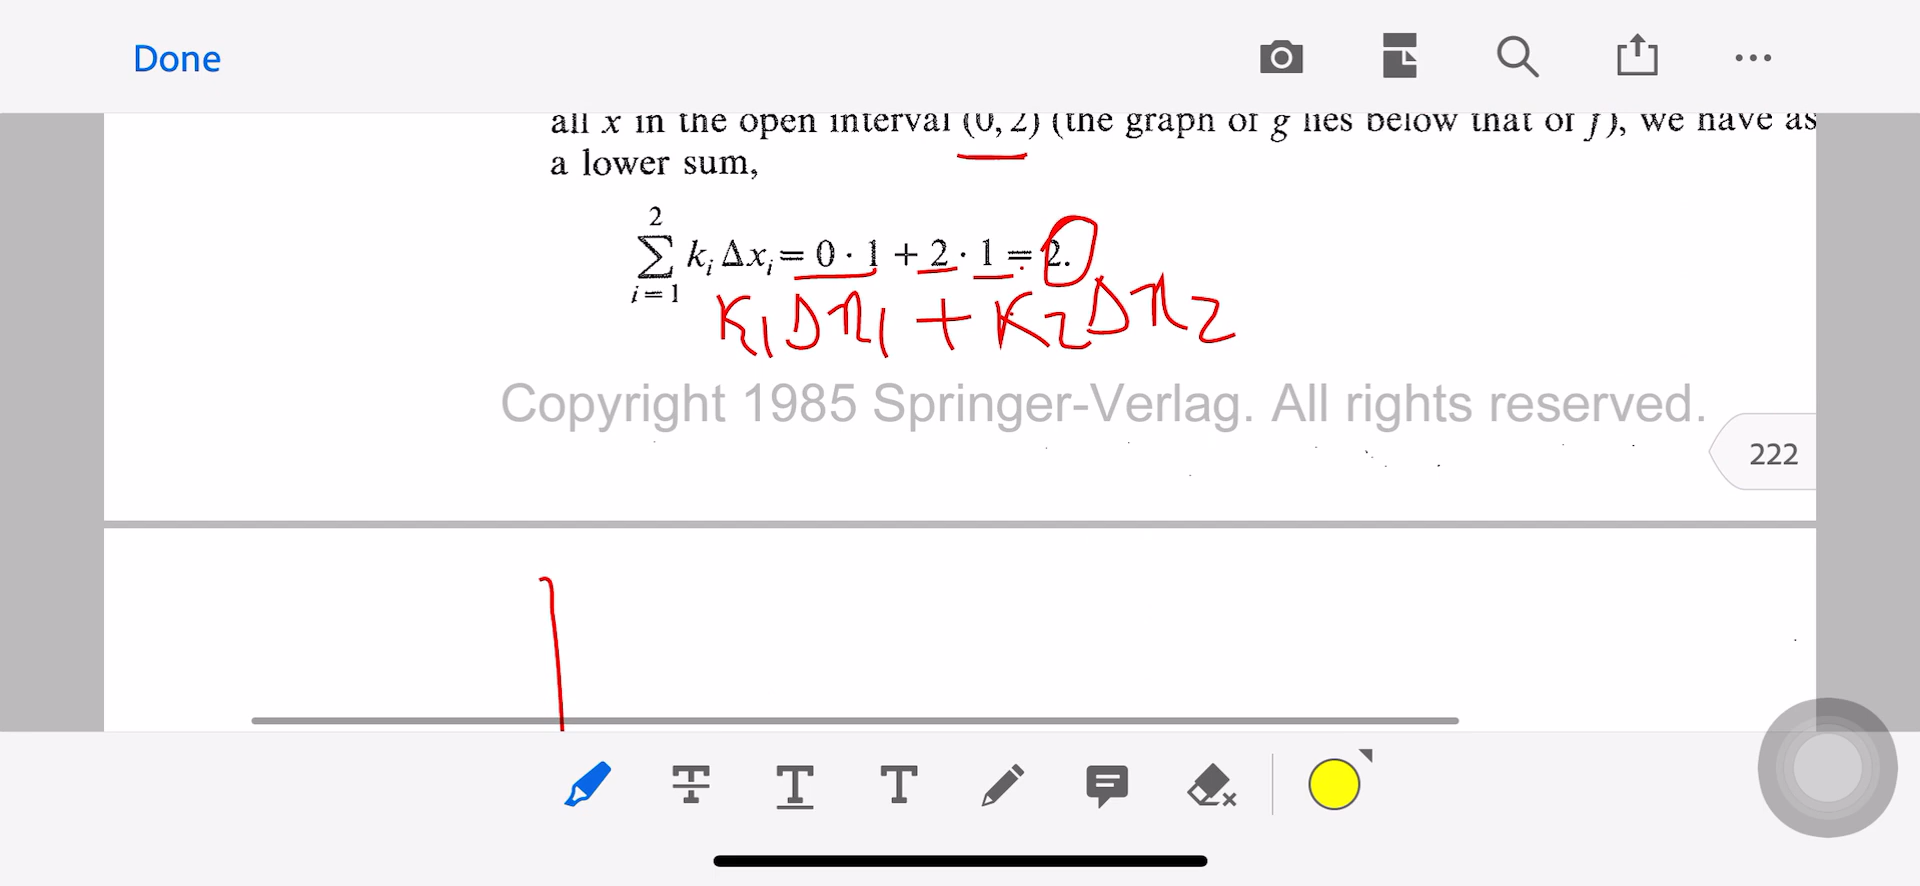 Done
all x in the open interval (0, 2) (the graph of g lies below that of f), we have as
a lower sum,
2
∑ kᵢ Δxᵢ = 0 · 1 + 2 · 1 = 2.
i = 1
K₁Δx₁ + K₂Δx₂
Copyright 1985 Springer-Verlag. All rights reserved.
222